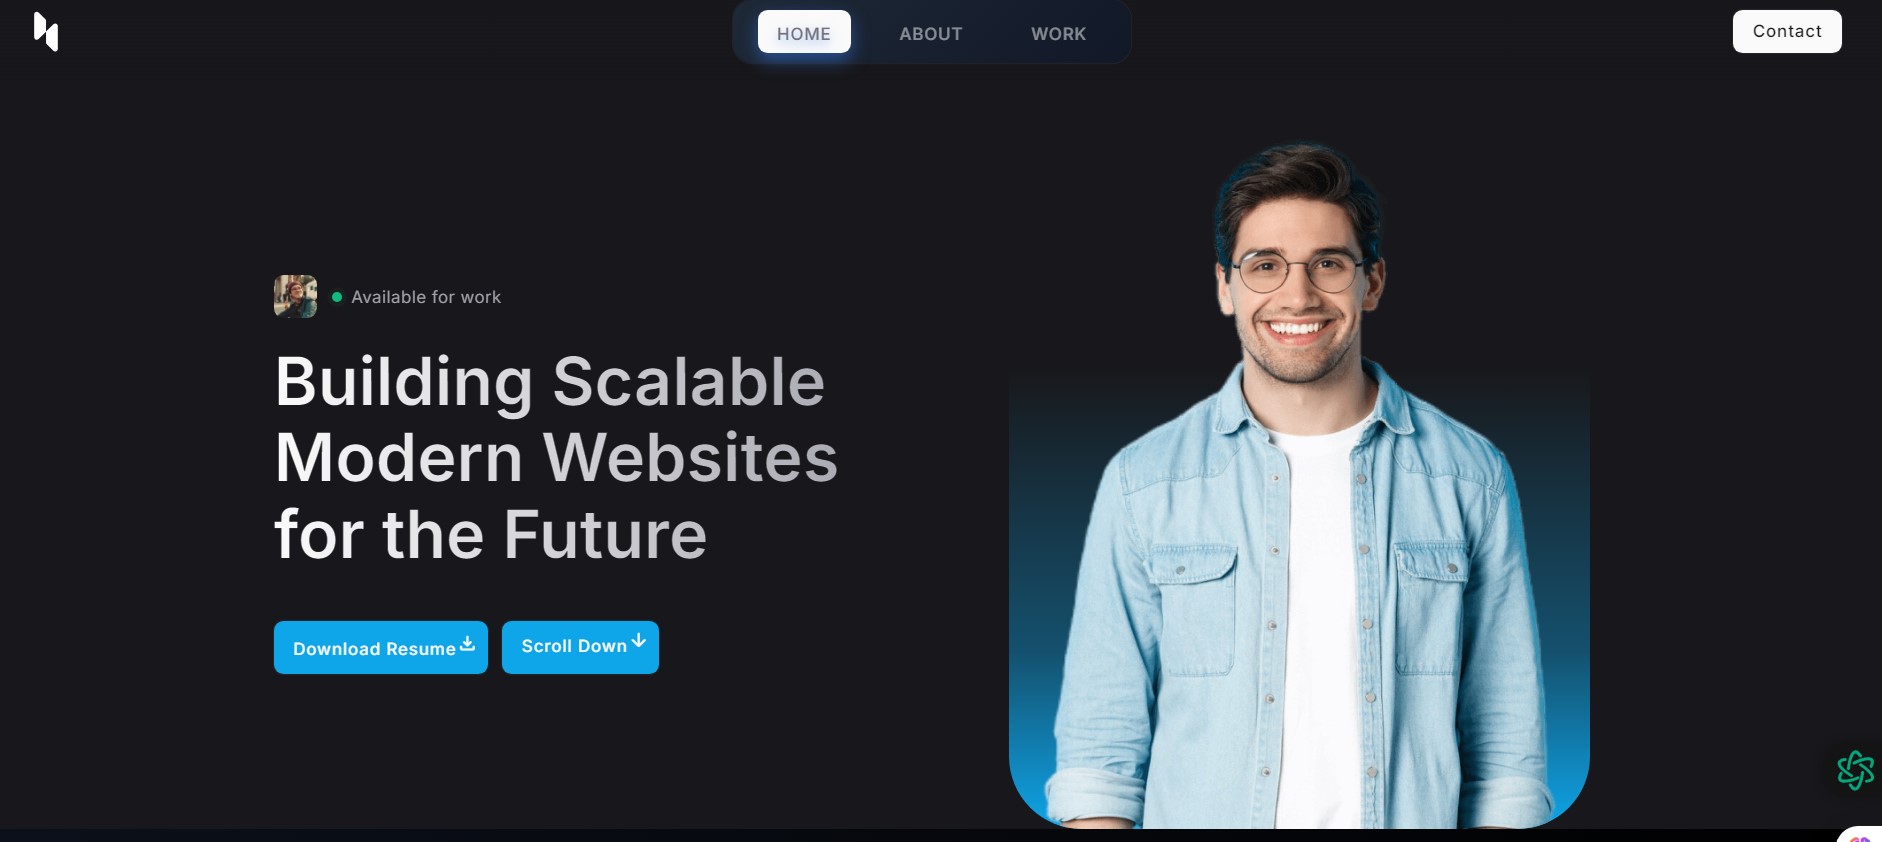 HOME ABOUT WORK
Contact
Available for work
Building Scalable
Modern Websites
for the Future
Download Resume
Scroll Down